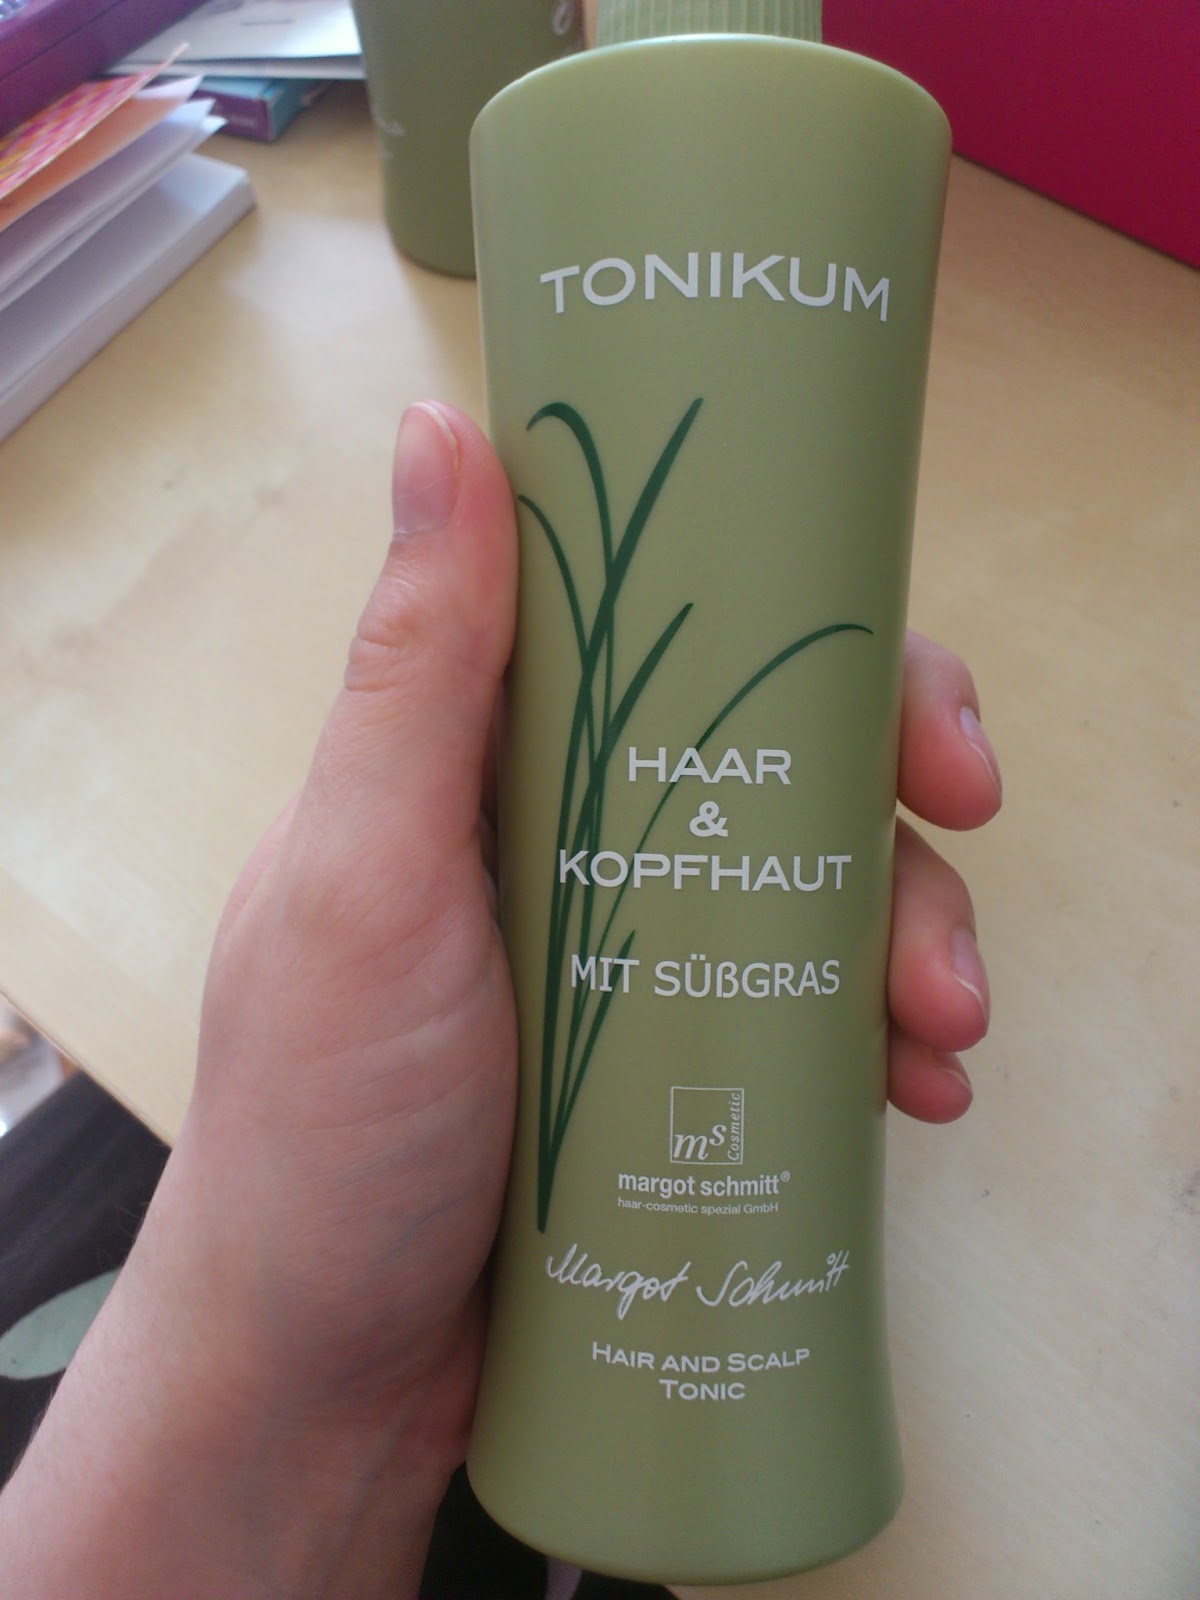 TONIKUM
HAAR
&
KOPFHAUT
MIT SÜßGRAS
ms
Cosmetic
margot schmitt®
haar-cosmetic spezial GmbH
Margot Schmitt
HAIR AND SCALP
TONIC